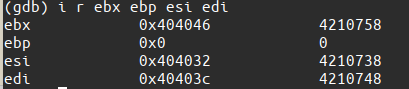 (gdb) i r ebx ebp esi edi
ebx 0x404046 4210758
ebp 0x0 0
esi 0x404032 4210738
edi 0x40403c 4210748